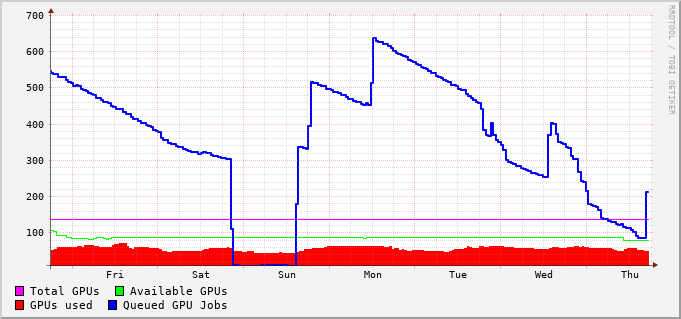 700
600
500
400
300
200
100
Fri Sat Sun Mon Tue Wed Thu
Total GPUs Available GPUs
GPUs used Queued GPU Jobs
RRDTOOL / TOBI OETIKER